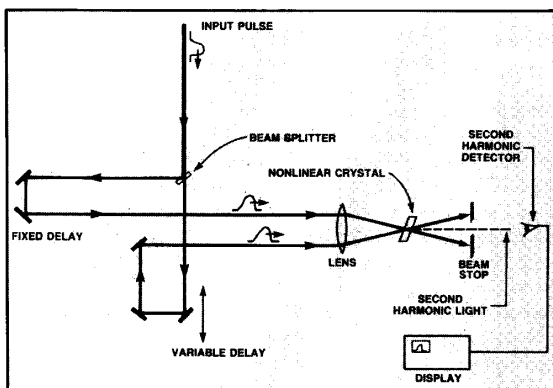 INPUT PULSE
BEAM SPLITTER
SECOND
HARMONIC
DETECTOR
NONLINEAR CRYSTAL
FIXED DELAY
LENS
BEAM
STOP
SECOND
HARMONIC LIGHT
VARIABLE DELAY
DISPLAY